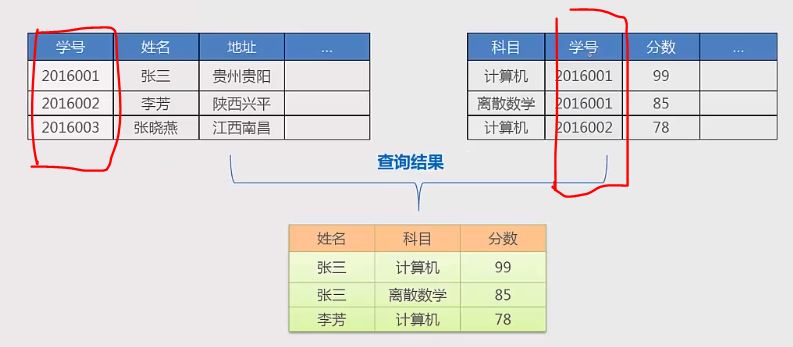 学号 姓名 地址 ...
2016001 张三 贵州贵阳
2016002 李芳 陕西兴平
2016003 张晓燕 江西南昌
科目 学号 分数 ...
计算机 2016001 99
离散数学 2016001 85
计算机 2016002 78
查询结果
姓名 科目 分数
张三 计算机 99
张三 离散数学 85
李芳 计算机 78